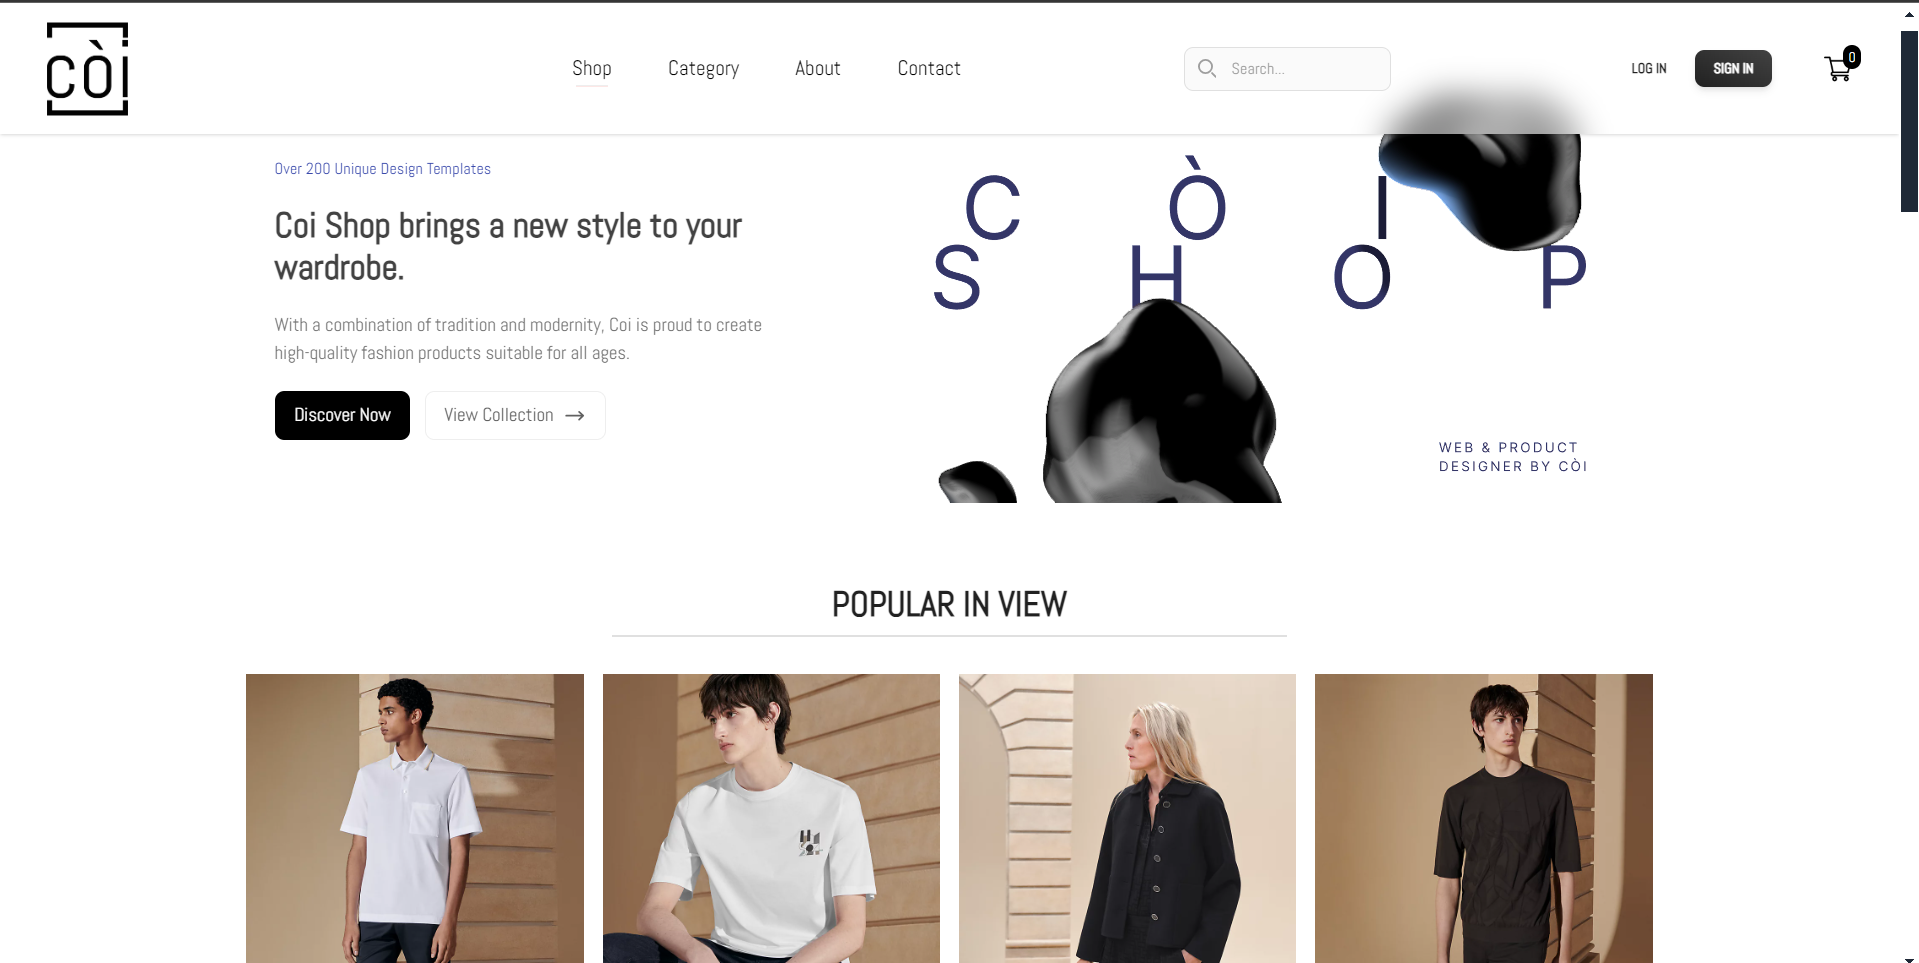 còi
Shop
Category
About
Contact
Search...
LOG IN
SIGN IN
0
Over 200 Unique Design Templates
Coi Shop brings a new style to your
wardrobe.
With a combination of tradition and modernity, Coi is proud to create
high-quality fashion products suitable for all ages.
Discover Now
View Collection
C Ò I
S H O P
WEB & PRODUCT
DESIGNER BY CÒI
POPULAR IN VIEW